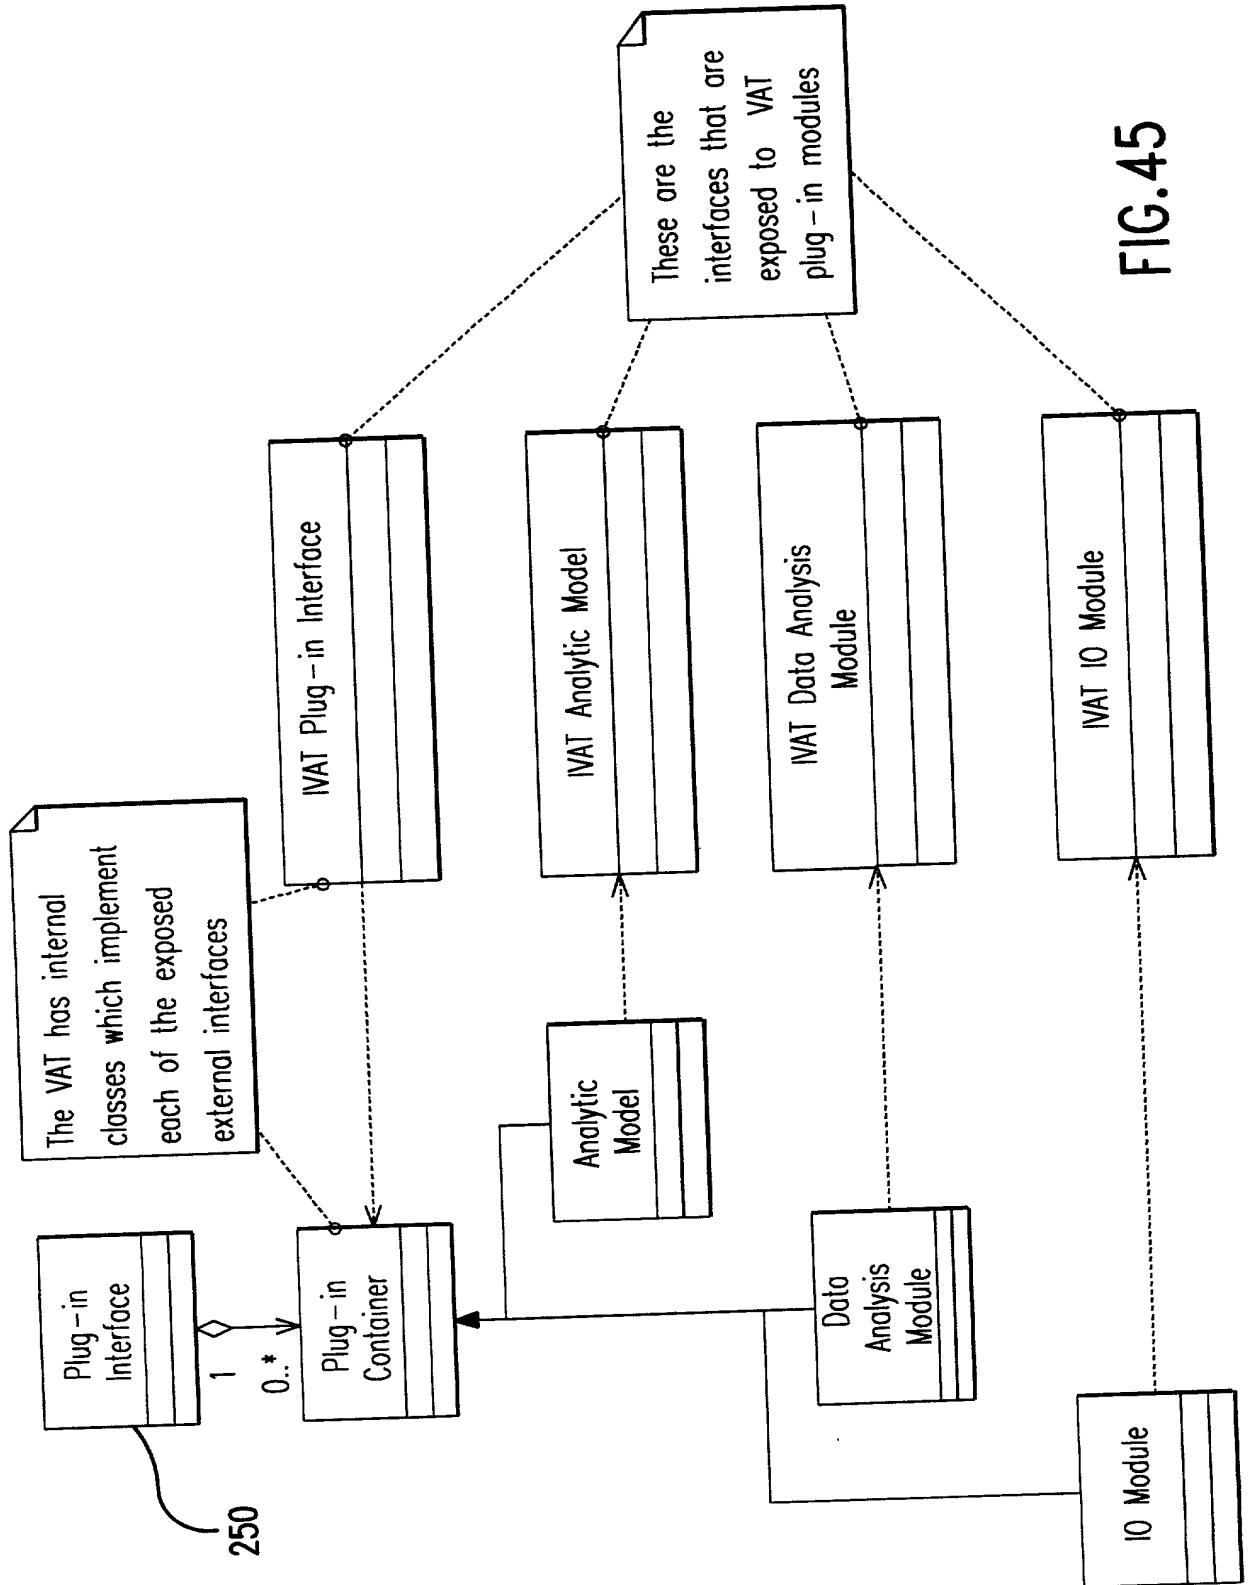 Plug-in
Interface
250
1
0..*
Plug-in
Container
The VAT has internal
classes which implement
each of the exposed
external interfaces
IVAT Plug-in Interface
Analytic
Model
IVAT Analytic Model
Data
Analysis
Module
IVAT Data Analysis
Module
IO Module
IVAT IO Module
These are the
interfaces that are
exposed to VAT
plug-in modules
FIG.45